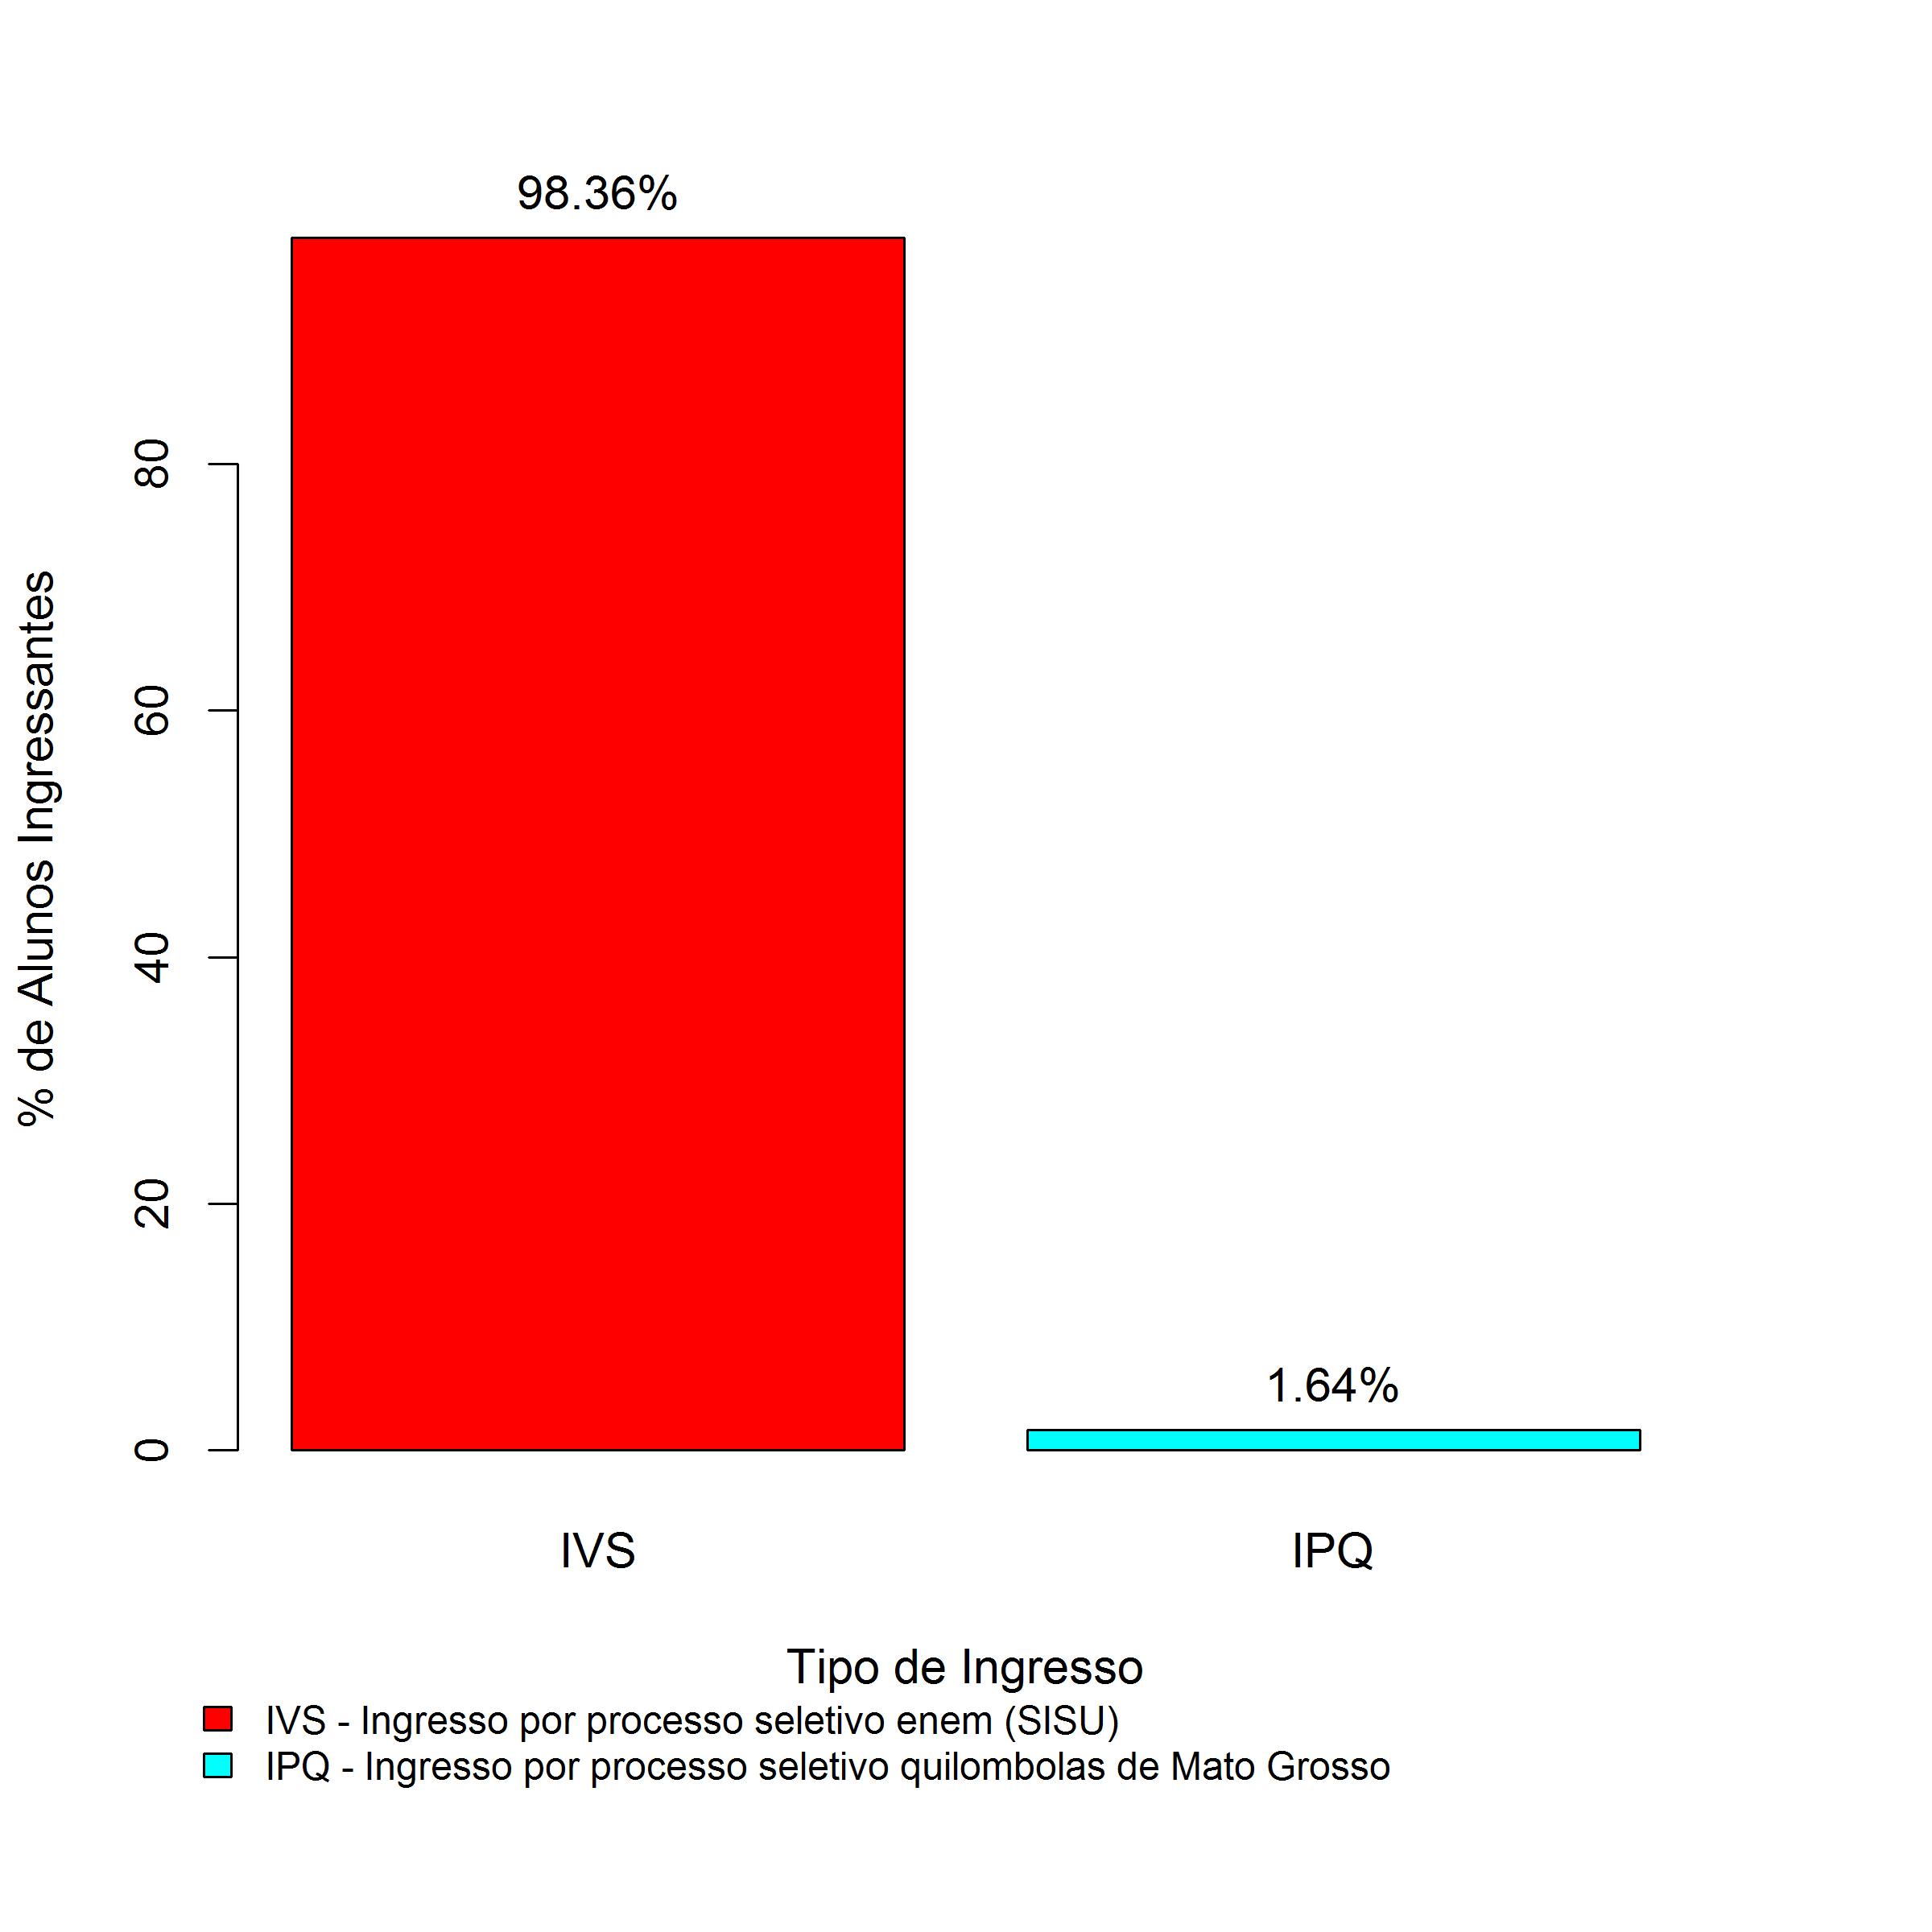 98.36%
80
60
40
20
0
% de Alunos Ingressantes
1.64%
IVS
IPQ
Tipo de Ingresso
IVS - Ingresso por processo seletivo enem (SISU)
IPQ - Ingresso por processo seletivo quilombolas de Mato Grosso